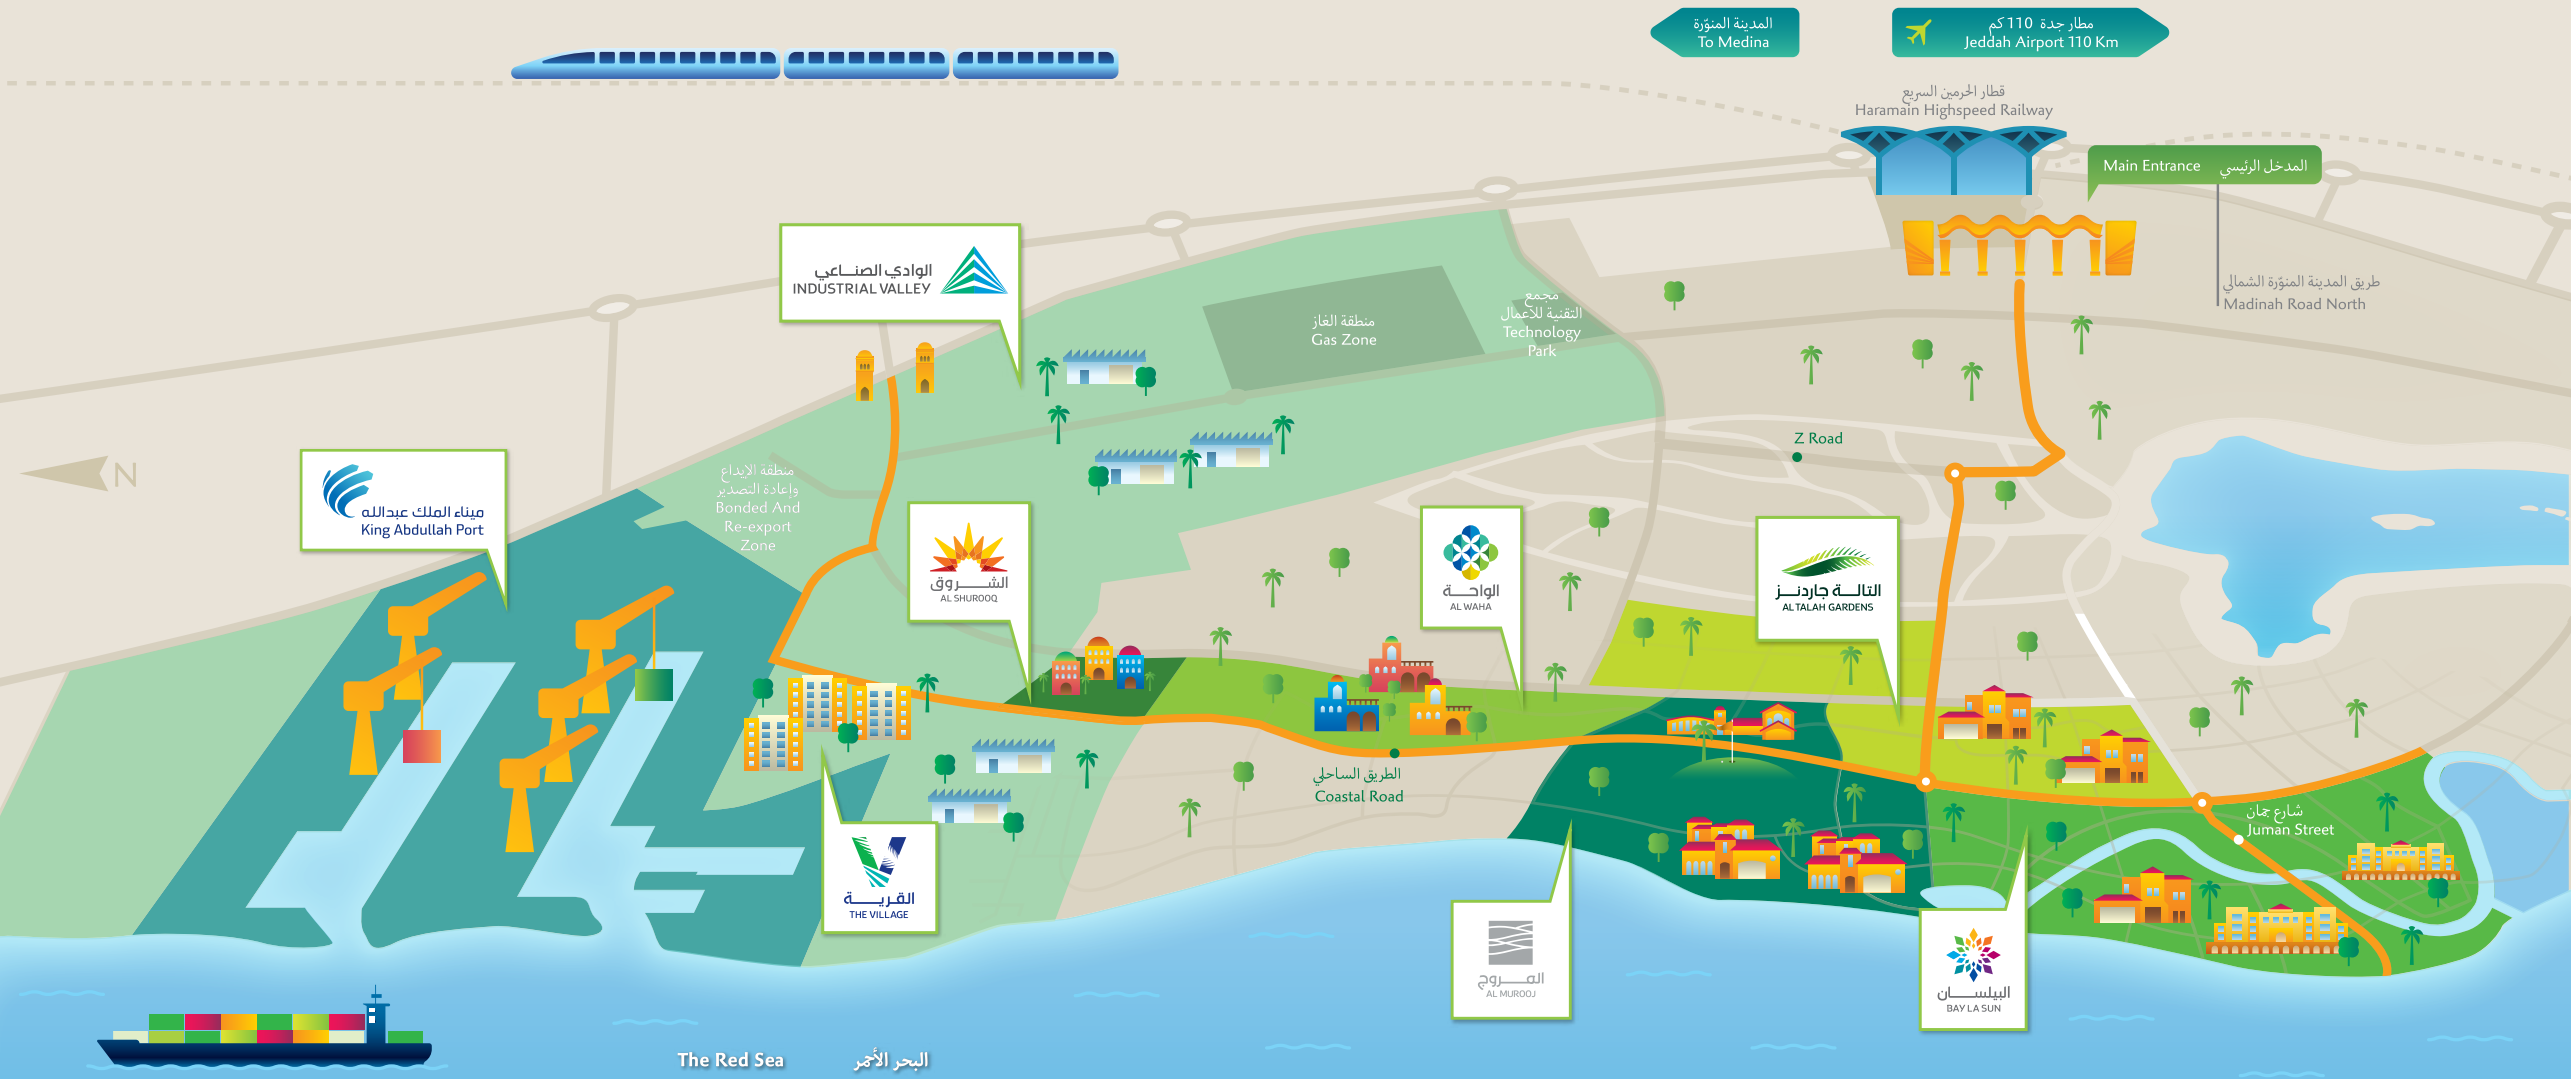 المدينة المنوّرة
To Medina
مطار جدة 110 كم
Jeddah Airport 110 Km
قطار الحرمين السريع
Haramain Highspeed Railway
Main Entrance المدخل الرئيسي
طريق المدينة المنوّرة الشمالي
Madinah Road North
الوادي الصناعي
INDUSTRIAL VALLEY
منطقة الغاز
Gas Zone
مجمع
التقنية للأعمال
Technology
Park
Z Road
N
ميناء الملك عبدالله
King Abdullah Port
منطقة الإيداع
وإعادة التصدير
Bonded And
Re-export
Zone
الشروق
AL SHUROOQ
الواحة
AL WAHA
التالة جاردنز
AL TALAH GARDENS
الطريق الساحلي
Coastal Road
شارع جمان
Juman Street
القرية
THE VILLAGE
المروج
AL MUROOJ
البيلسان
BAY LA SUN
The Red Sea البحر الأحمر